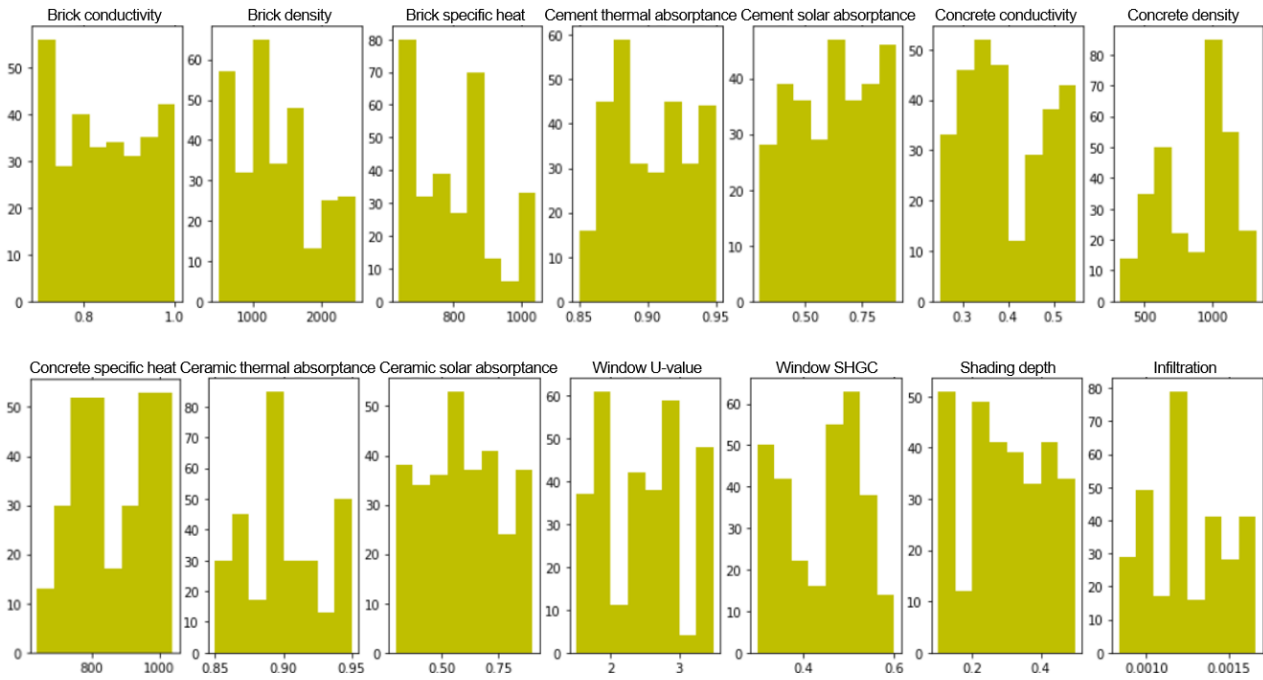 Brick conductivity Brick density Brick specific heat Cement thermal absorptance Cement solar absorptance Concrete conductivity Concrete density
50 40 30 20 10 0 0.8 1.0
60 50 40 30 20 10 0 1000 2000
80 70 60 50 40 30 20 10 0 800 1000
60 50 40 30 20 10 0 0.85 0.90 0.95
40 30 20 10 0 0.50 0.75
50 40 30 20 10 0 0.3 0.4 0.5
80 70 60 50 40 30 20 10 0 500 1000
Concrete specific heat Ceramic thermal absorptance Ceramic solar absorptance Window U-value Window SHGC Shading depth Infiltration
50 40 30 20 10 0 800 1000
80 70 60 50 40 30 20 10 0 0.85 0.90 0.95
50 40 30 20 10 0 0.50 0.75
60 50 40 30 20 10 0 2 3
60 50 40 30 20 10 0 0.4 0.6
50 40 30 20 10 0 0.2 0.4
80 70 60 50 40 30 20 10 0 0.0010 0.0015